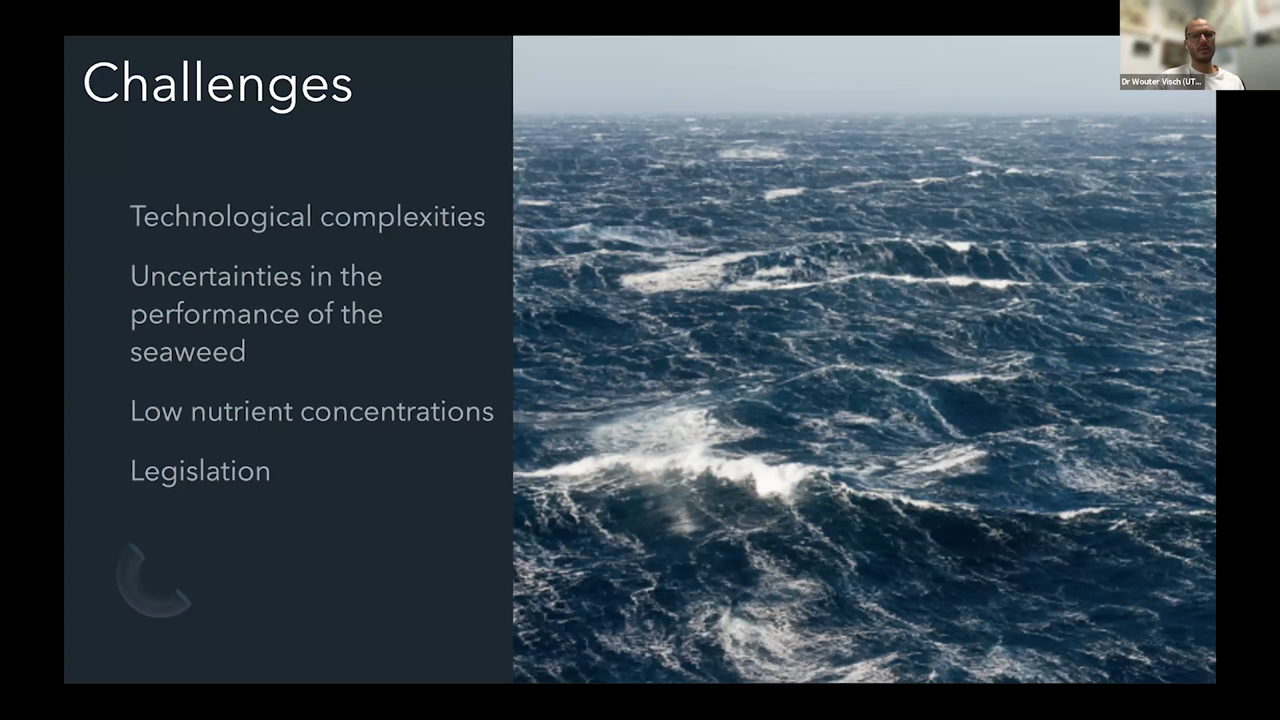 Challenges
Technological complexities
Uncertainties in the
performance of the
seaweed
Low nutrient concentrations
Legislation
Dr Wouter Visch (UT...